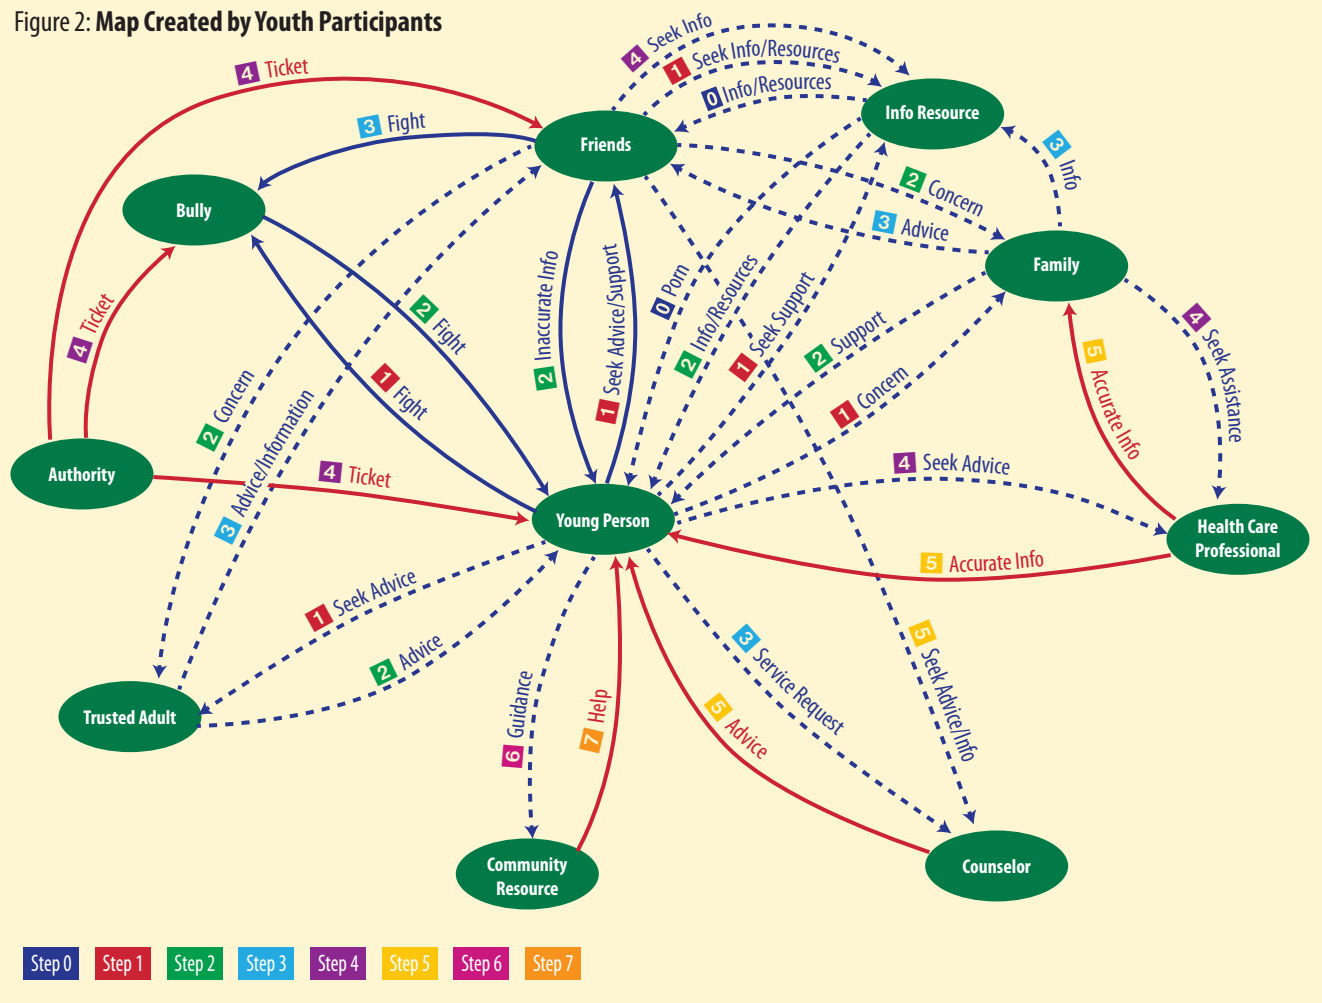 Figure 2: Map Created by Youth Participants
4 Seek Info
1 Seek Info/Resources
0 Info/Resources
4 Ticket
3 Fight
Friends
Info Resource
3 Info
2 Concern
3 Advice
Bully
Family
4 Ticket
2 Fight
1 Fight
2 Inaccurate Info
1 Seek Advice/Support
0 Porn
2 Info/Resources
1 Seek Support
2 Support
1 Concern
4 Seek Assistance
5 Accurate Info
2 Concern
3 Advice/Information
Authority
4 Ticket
4 Seek Advice
Young Person
Health Care
Professional
5 Accurate Info
1 Seek Advice
2 Advice
Trusted Adult
6 Guidance
7 Help
3 Service Request
5 Advice
5 Seek Advice/Info
Community
Resource
Counselor
Step 0
Step 1
Step 2
Step 3
Step 4
Step 5
Step 6
Step 7